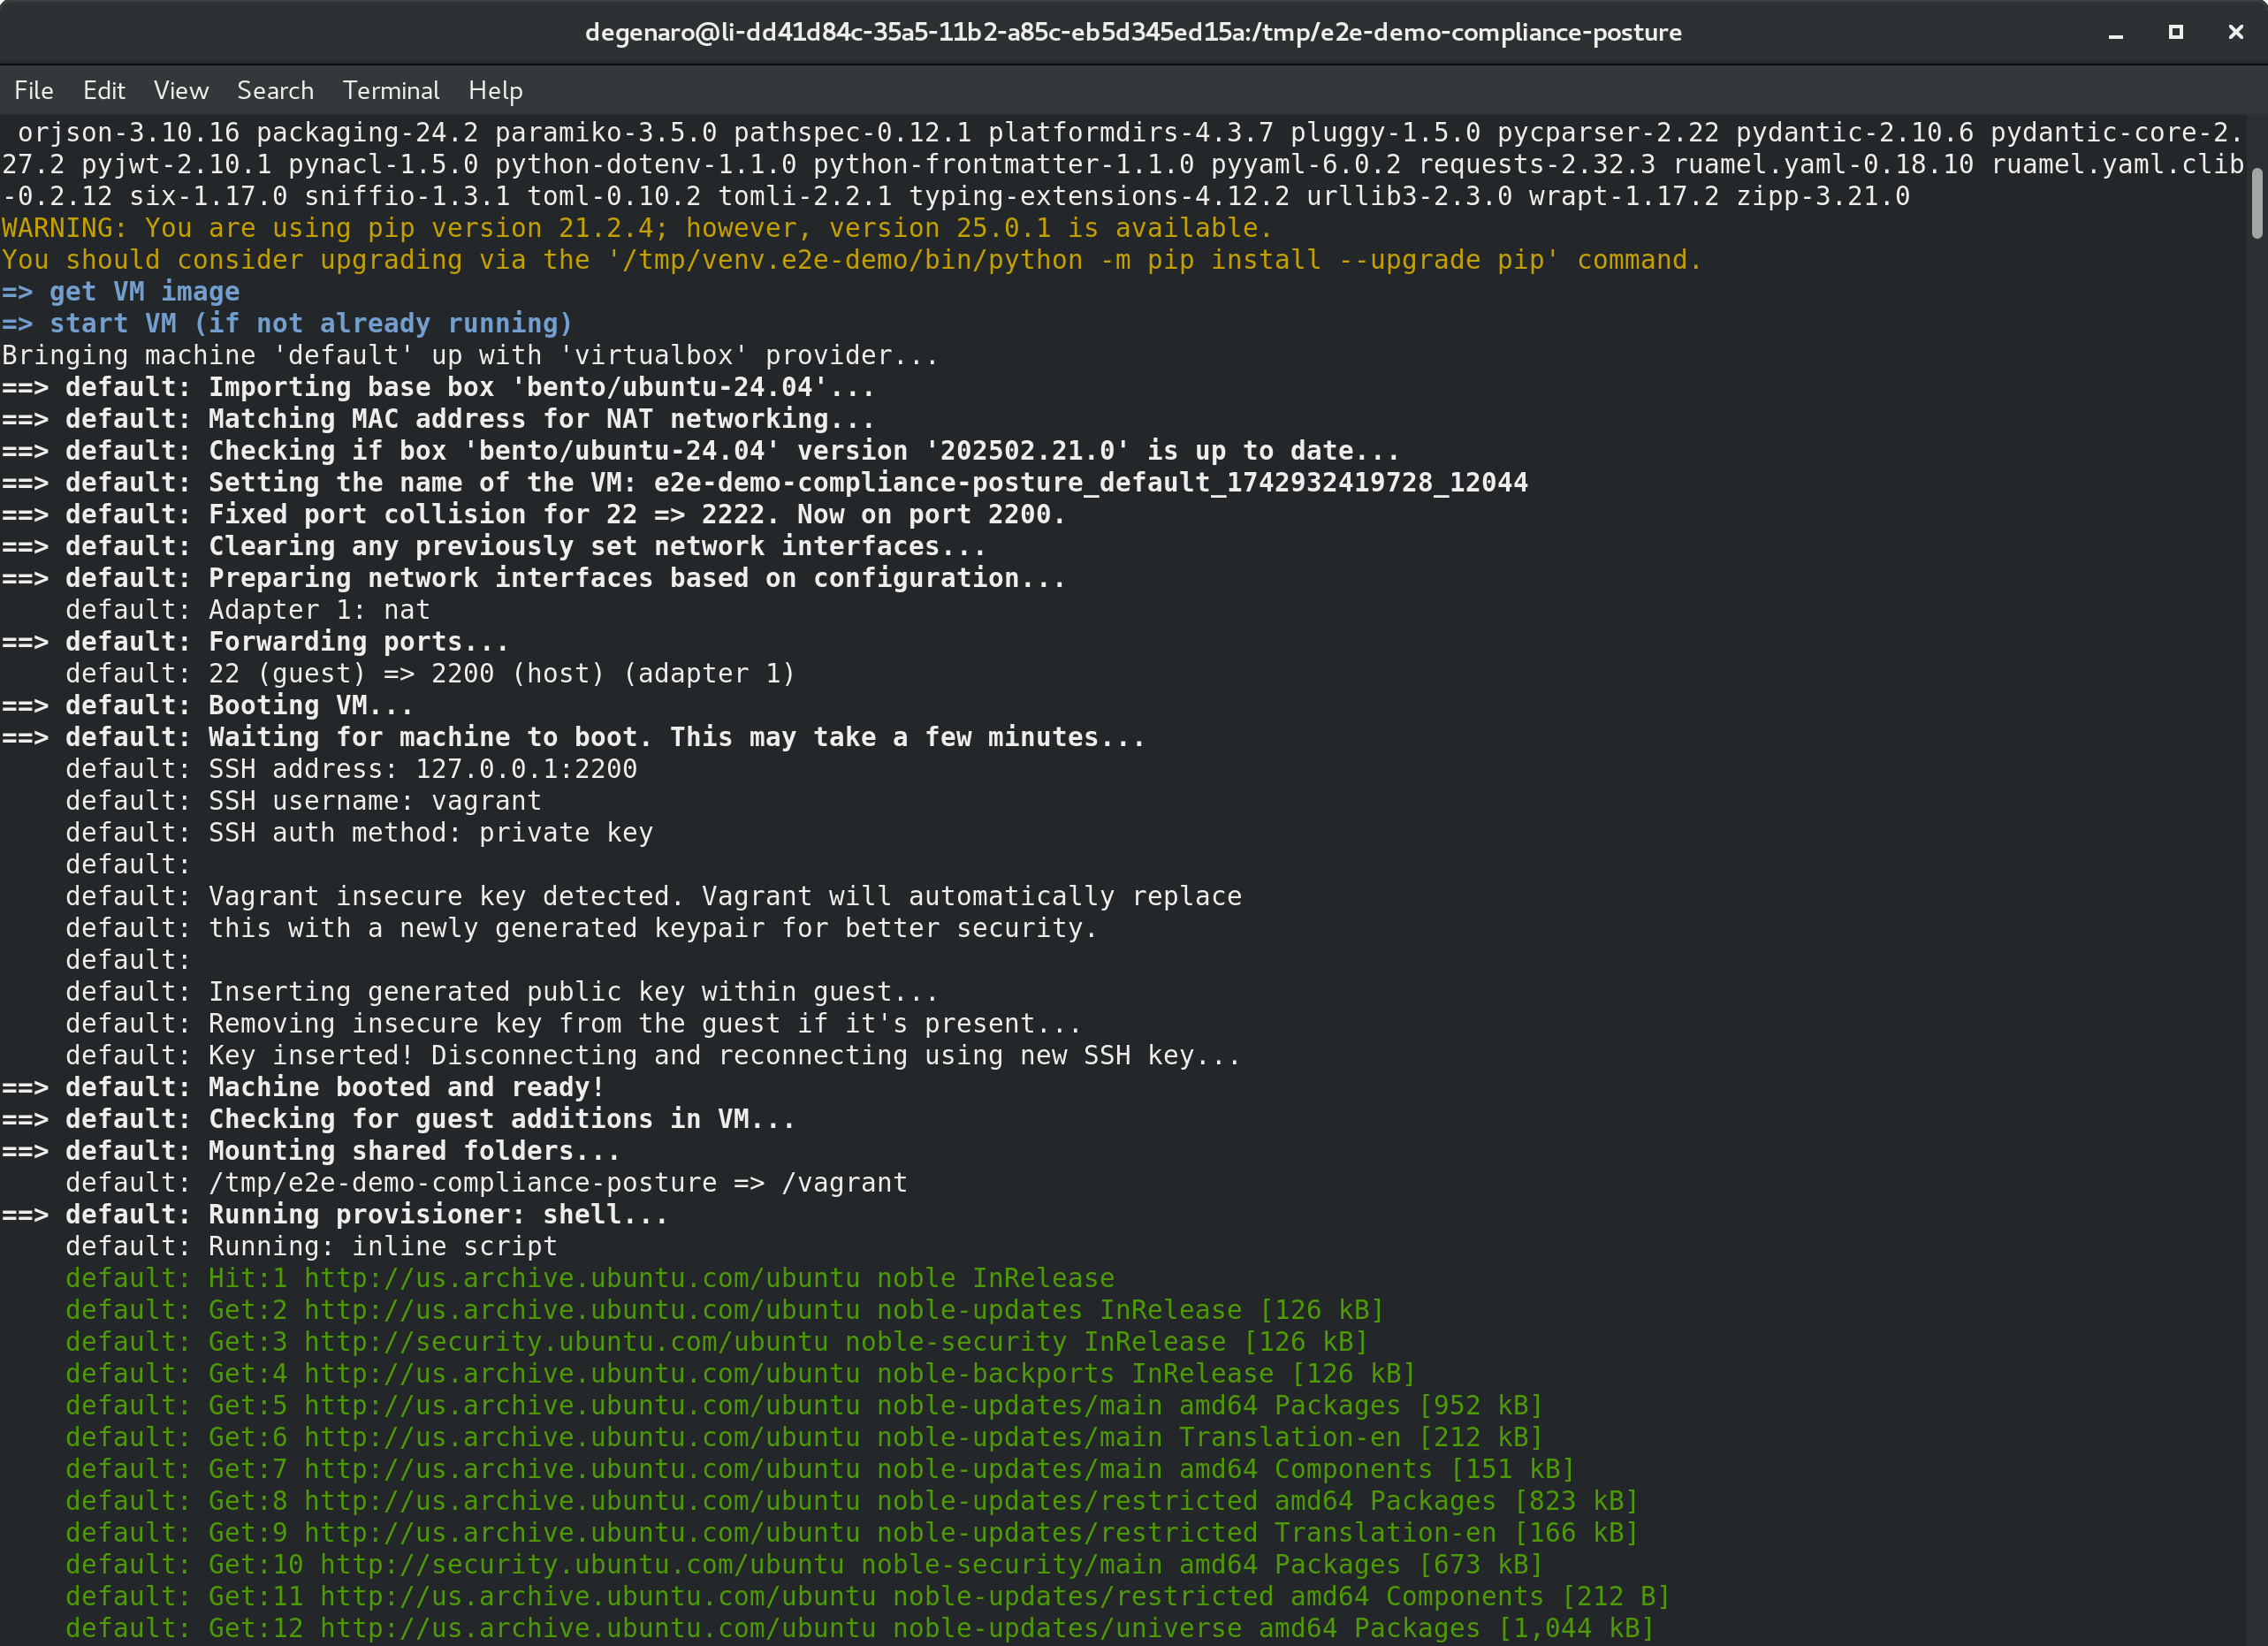 degenaro@li-dd41d84c-35a5-11b2-a85c-eb5d345ed15a:/tmp/e2e-demo-compliance-posture
File Edit View Search Terminal Help
 orjson-3.10.16 packaging-24.2 paramiko-3.5.0 pathspec-0.12.1 platformdirs-4.3.7 pluggy-1.5.0 pycparser-2.22 pydantic-2.10.6 pydantic-core-2.
27.2 pyjwt-2.10.1 pynacl-1.5.0 python-dotenv-1.1.0 python-frontmatter-1.1.0 pyyaml-6.0.2 requests-2.32.3 ruamel.yaml-0.18.10 ruamel.yaml.clib
-0.2.12 six-1.17.0 sniffio-1.3.1 toml-0.10.2 tomli-2.2.1 typing-extensions-4.12.2 urllib3-2.3.0 wrapt-1.17.2 zipp-3.21.0
WARNING: You are using pip version 21.2.4; however, version 25.0.1 is available.
You should consider upgrading via the '/tmp/venv.e2e-demo/bin/python -m pip install --upgrade pip' command.
=> get VM image
=> start VM (if not already running)
Bringing machine 'default' up with 'virtualbox' provider...
==> default: Importing base box 'bento/ubuntu-24.04'...
==> default: Matching MAC address for NAT networking...
==> default: Checking if box 'bento/ubuntu-24.04' version '202502.21.0' is up to date...
==> default: Setting the name of the VM: e2e-demo-compliance-posture_default_1742932419728_12044
==> default: Fixed port collision for 22 => 2222. Now on port 2200.
==> default: Clearing any previously set network interfaces...
==> default: Preparing network interfaces based on configuration...
    default: Adapter 1: nat
==> default: Forwarding ports...
    default: 22 (guest) => 2200 (host) (adapter 1)
==> default: Booting VM...
==> default: Waiting for machine to boot. This may take a few minutes...
    default: SSH address: 127.0.0.1:2200
    default: SSH username: vagrant
    default: SSH auth method: private key
    default:
    default: Vagrant insecure key detected. Vagrant will automatically replace
    default: this with a newly generated keypair for better security.
    default:
    default: Inserting generated public key within guest...
    default: Removing insecure key from the guest if it's present...
    default: Key inserted! Disconnecting and reconnecting using new SSH key...
==> default: Machine booted and ready!
==> default: Checking for guest additions in VM...
==> default: Mounting shared folders...
    default: /tmp/e2e-demo-compliance-posture => /vagrant
==> default: Running provisioner: shell...
    default: Running: inline script
    default: Hit:1 http://us.archive.ubuntu.com/ubuntu noble InRelease
    default: Get:2 http://us.archive.ubuntu.com/ubuntu noble-updates InRelease [126 kB]
    default: Get:3 http://security.ubuntu.com/ubuntu noble-security InRelease [126 kB]
    default: Get:4 http://us.archive.ubuntu.com/ubuntu noble-backports InRelease [126 kB]
    default: Get:5 http://us.archive.ubuntu.com/ubuntu noble-updates/main amd64 Packages [952 kB]
    default: Get:6 http://us.archive.ubuntu.com/ubuntu noble-updates/main Translation-en [212 kB]
    default: Get:7 http://us.archive.ubuntu.com/ubuntu noble-updates/main amd64 Components [151 kB]
    default: Get:8 http://us.archive.ubuntu.com/ubuntu noble-updates/restricted amd64 Packages [823 kB]
    default: Get:9 http://us.archive.ubuntu.com/ubuntu noble-updates/restricted Translation-en [166 kB]
    default: Get:10 http://security.ubuntu.com/ubuntu noble-security/main amd64 Packages [673 kB]
    default: Get:11 http://us.archive.ubuntu.com/ubuntu noble-updates/restricted amd64 Components [212 B]
    default: Get:12 http://us.archive.ubuntu.com/ubuntu noble-updates/universe amd64 Packages [1,044 kB]